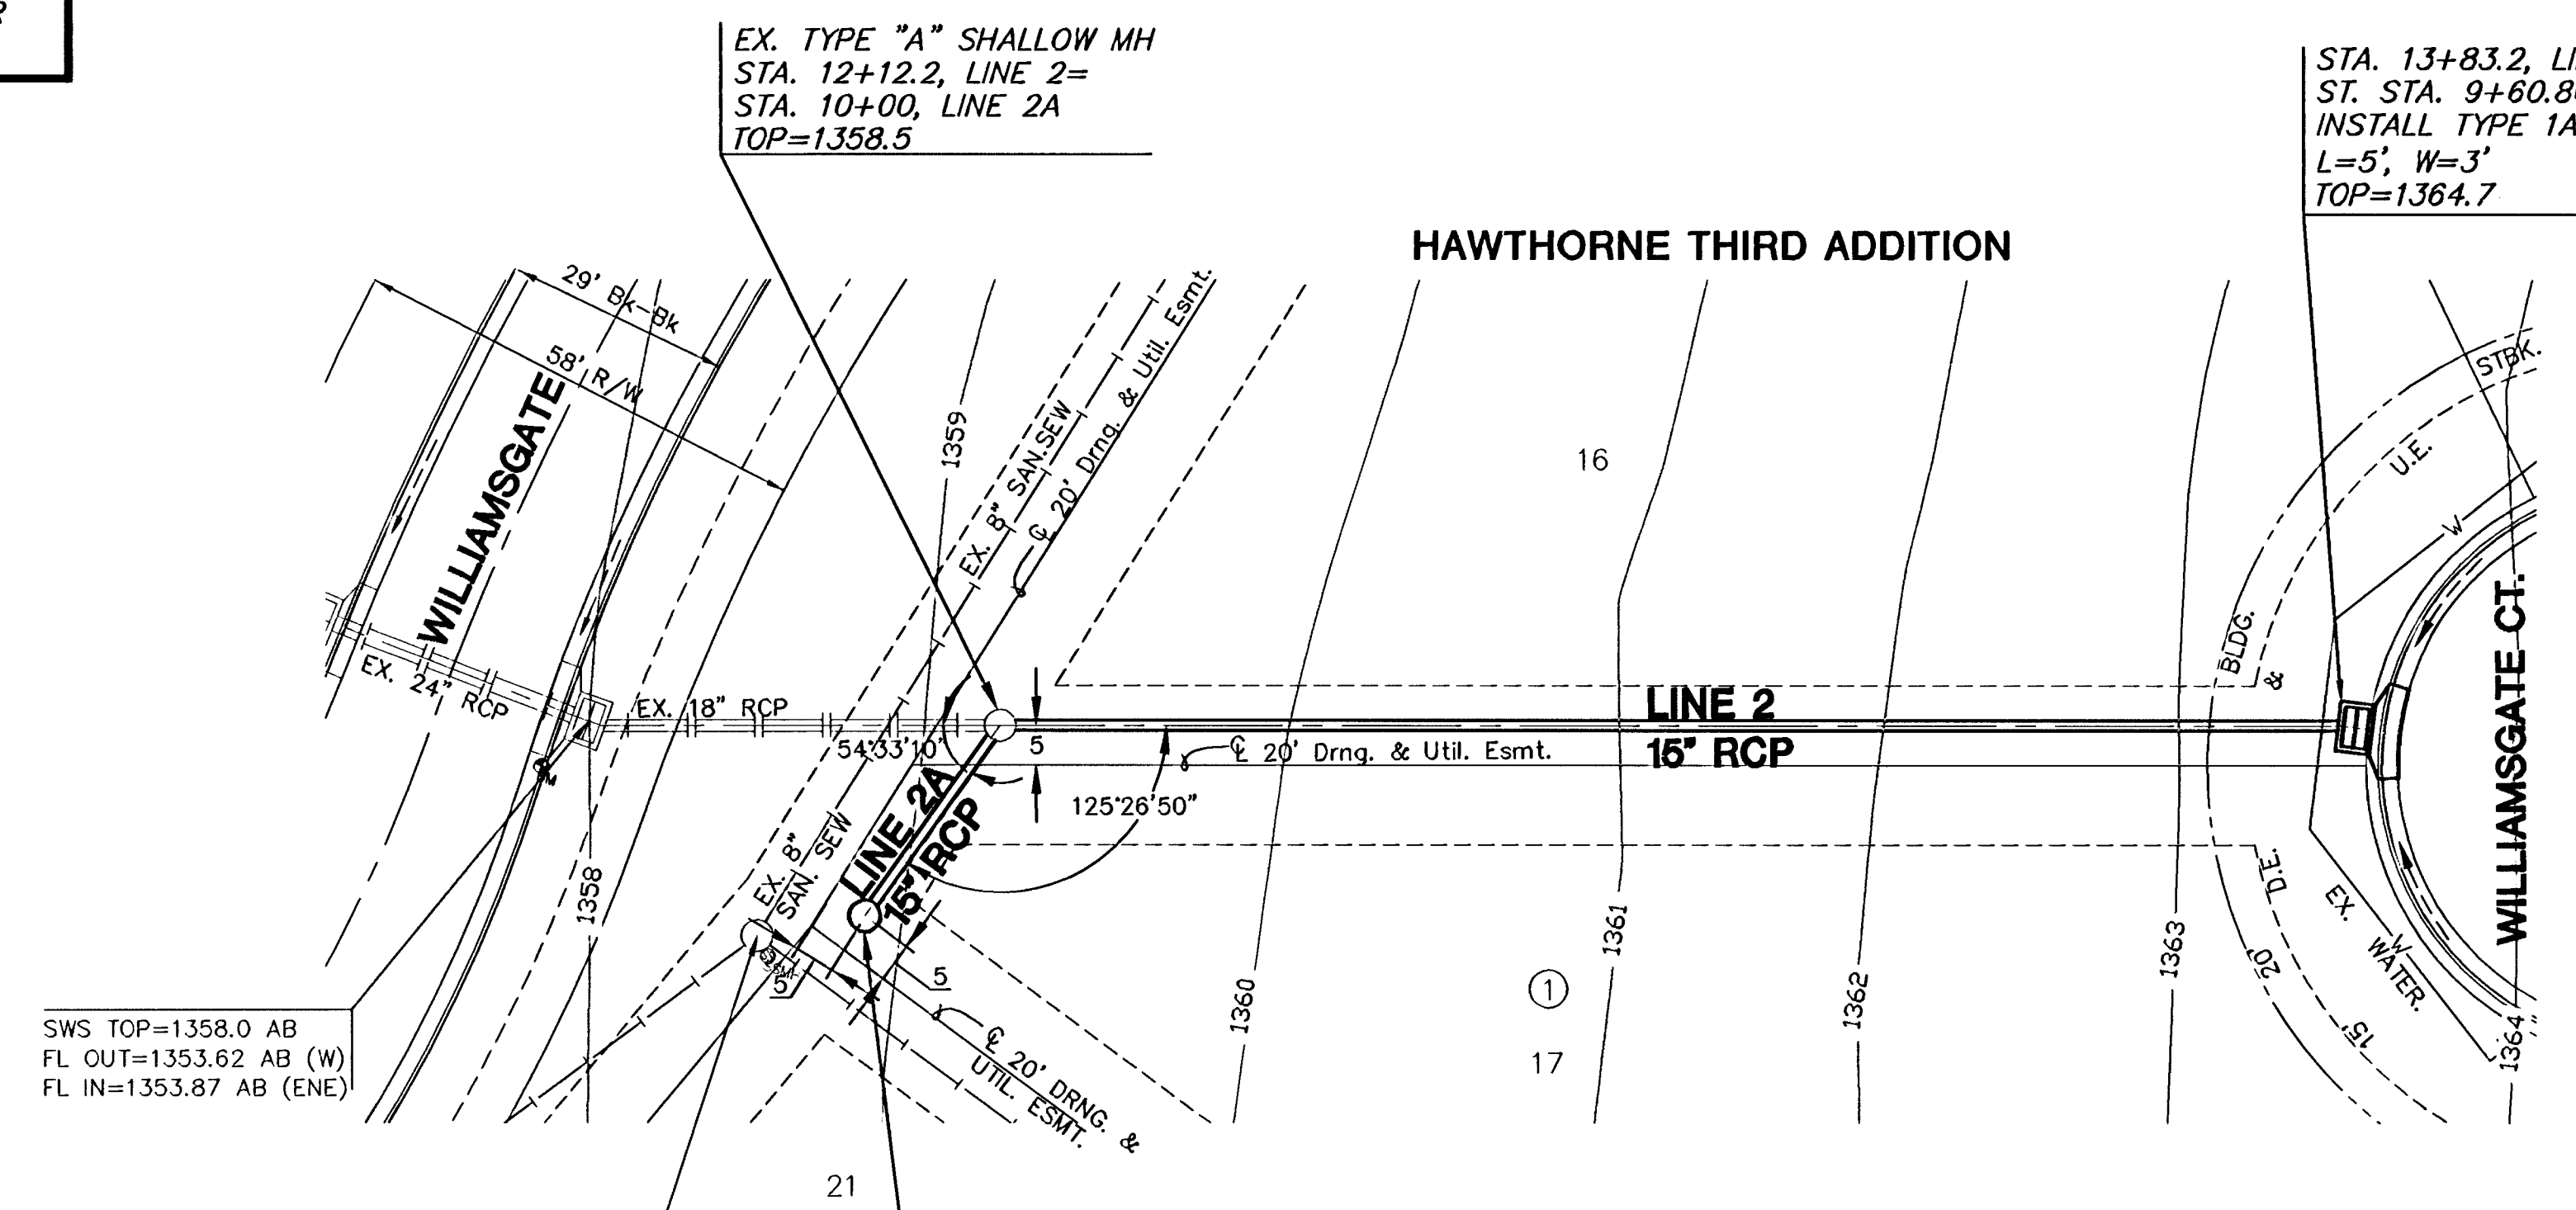 EX. TYPE "A" SHALLOW MH
STA. 12+12.2, LINE 2=
STA. 10+00, LINE 2A
TOP=1358.5
STA. 13+83.2,
ST. STA.
INSTALL TYPE
L=5', W=3'
TOP=1364.7
HAWTHORNE THIRD ADDITION
29' Bk-Bk
58' R/W
WILLIAMSGATE
1359
EX. 8" SAN.SEW
℄ 20' Drng. & Util. Esmt.
16
STBK.
U.E.
W
BLDG.
&
WILLIAMSGATE CT.
EX. 24" RCP
EX. 18" RCP
54°33'10"
5
LINE 2
15" RCP
℄ 20' Drng. & Util. Esmt.
125°26'50"
LINE 2A
15" RCP
EX. 8"
SAN. SEW
1358
5
5
℄ 20' DRNG. &
UTIL. ESMT.
1360
1361
1362
1363
1364
1
17
D.E.
20'
15'
EX. WATER.
W
SWS TOP=1358.0 AB
FL OUT=1353.62 AB (W)
FL IN=1353.87 AB (ENE)
21